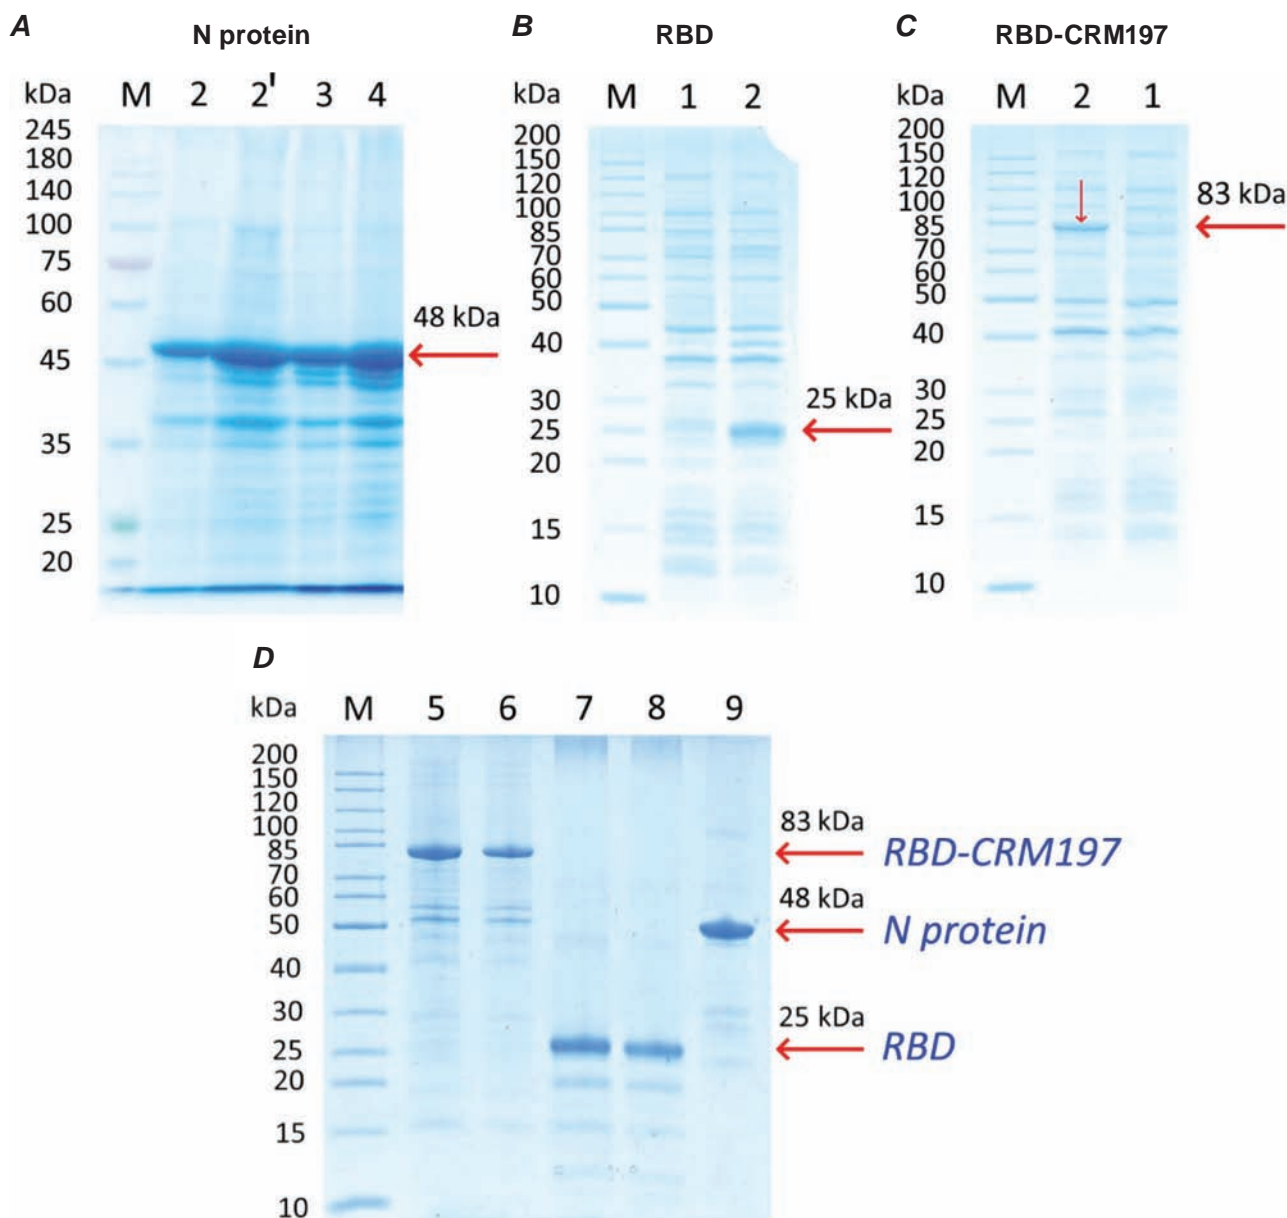 A
N protein
kDa M 2 2' 3 4
245
180
140
100
75
60
45
35
25
20
48 kDa
B
RBD
kDa M 1 2
200
150
120
100
85
70
60
50
40
30
25
20
15
10
25 kDa
C
RBD-CRM197
kDa M 2 1
200
150
120
100
85
70
60
50
40
30
25
20
15
10
83 kDa
D
kDa M 5 6 7 8 9
200
150
120
100
85
70
60
50
40
30
25
20
15
10
83 kDa
RBD-CRM197
48 kDa
N protein
25 kDa
RBD